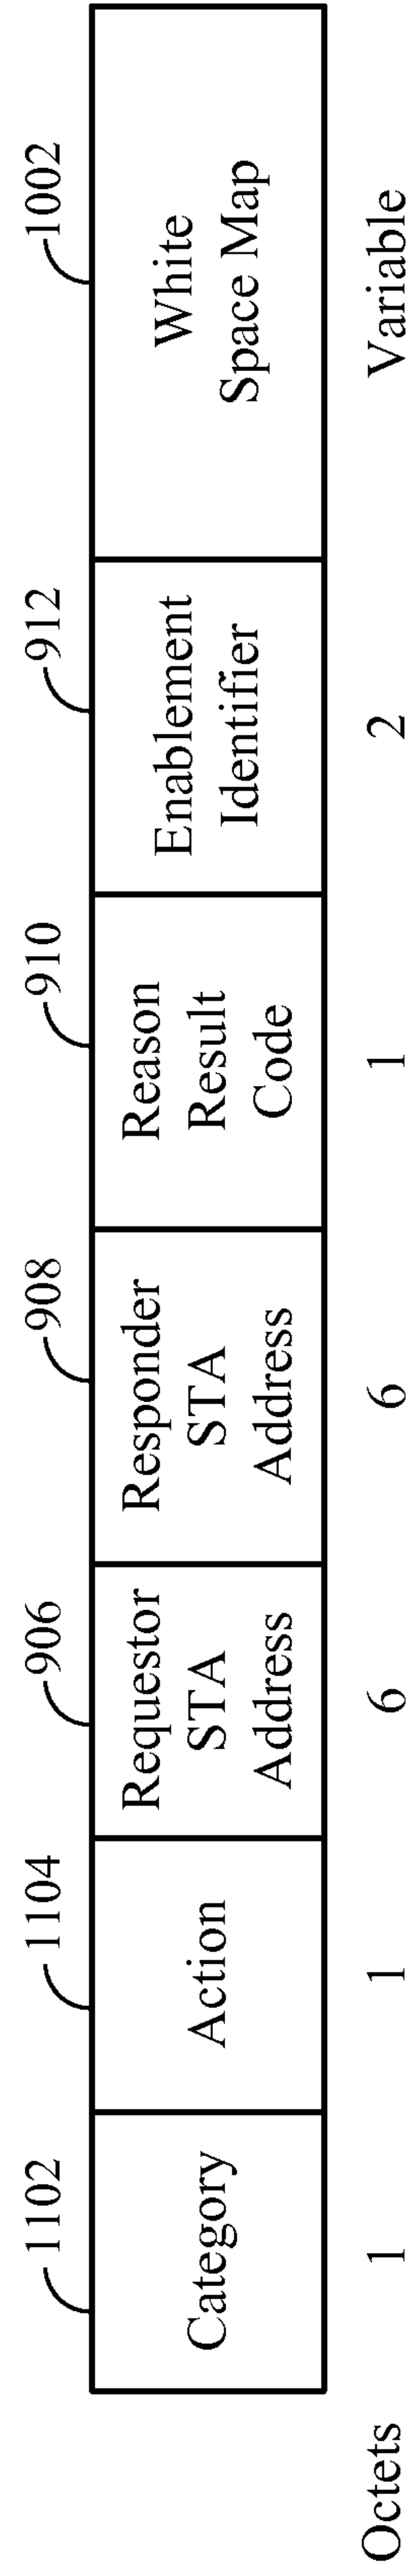 1102
1104
906
908
910
912
1002
Category
Action
Requestor
STA
Address
Responder
STA
Address
Reason
Result
Code
Enablement
Identifier
White
Space Map
Octets
1
1
6
6
1
2
Variable